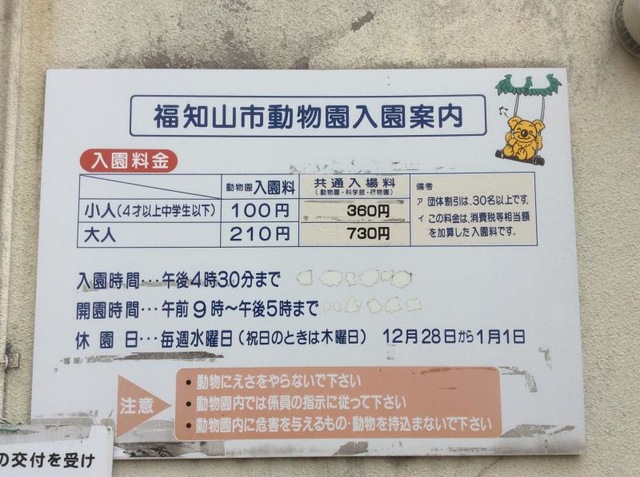 福知山市動物園入園案内
入園料金
動物園 入園料 共通入場料 備考
(動物園・科学館・植物園)
小人(4才以上中学生以下) 100円 360円
大人 210円 730円
ア 団体割引は、30名以上です。
イ この料金は、消費税等相当額
を加算した入園料です。
入園時間・・・午後4時30分まで
開園時間・・・午前9時～午後5時まで
休園日・・・毎週水曜日(祝日のときは木曜日) 12月28日から1月1日
注意
・動物にえさをやらないで下さい
・動物園内では係員の指示に従って下さい
・動物園内に危害を与えるもの・動物を持込まないで下さい
の交付を受け